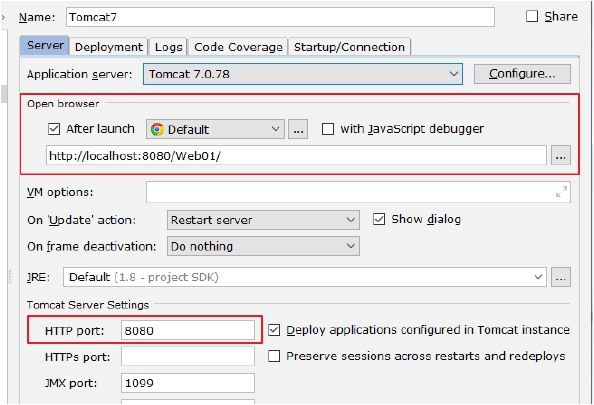 Name: Tomcat7 Share
Server Deployment Logs Code Coverage Startup/Connection
Application server: Tomcat 7.0.78 Configure...
Open browser
After launch Default ... with JavaScript debugger
http://localhost:8080/Web01/ ...
VM options:
On 'Update' action: Restart server Show dialog
On frame deactivation: Do nothing
JRE: Default (1.8 - project SDK) ...
Tomcat Server Settings
HTTP port: 8080 Deploy applications configured in Tomcat instance
HTTPs port: Preserve sessions across restarts and redeploys
JMX port: 1099